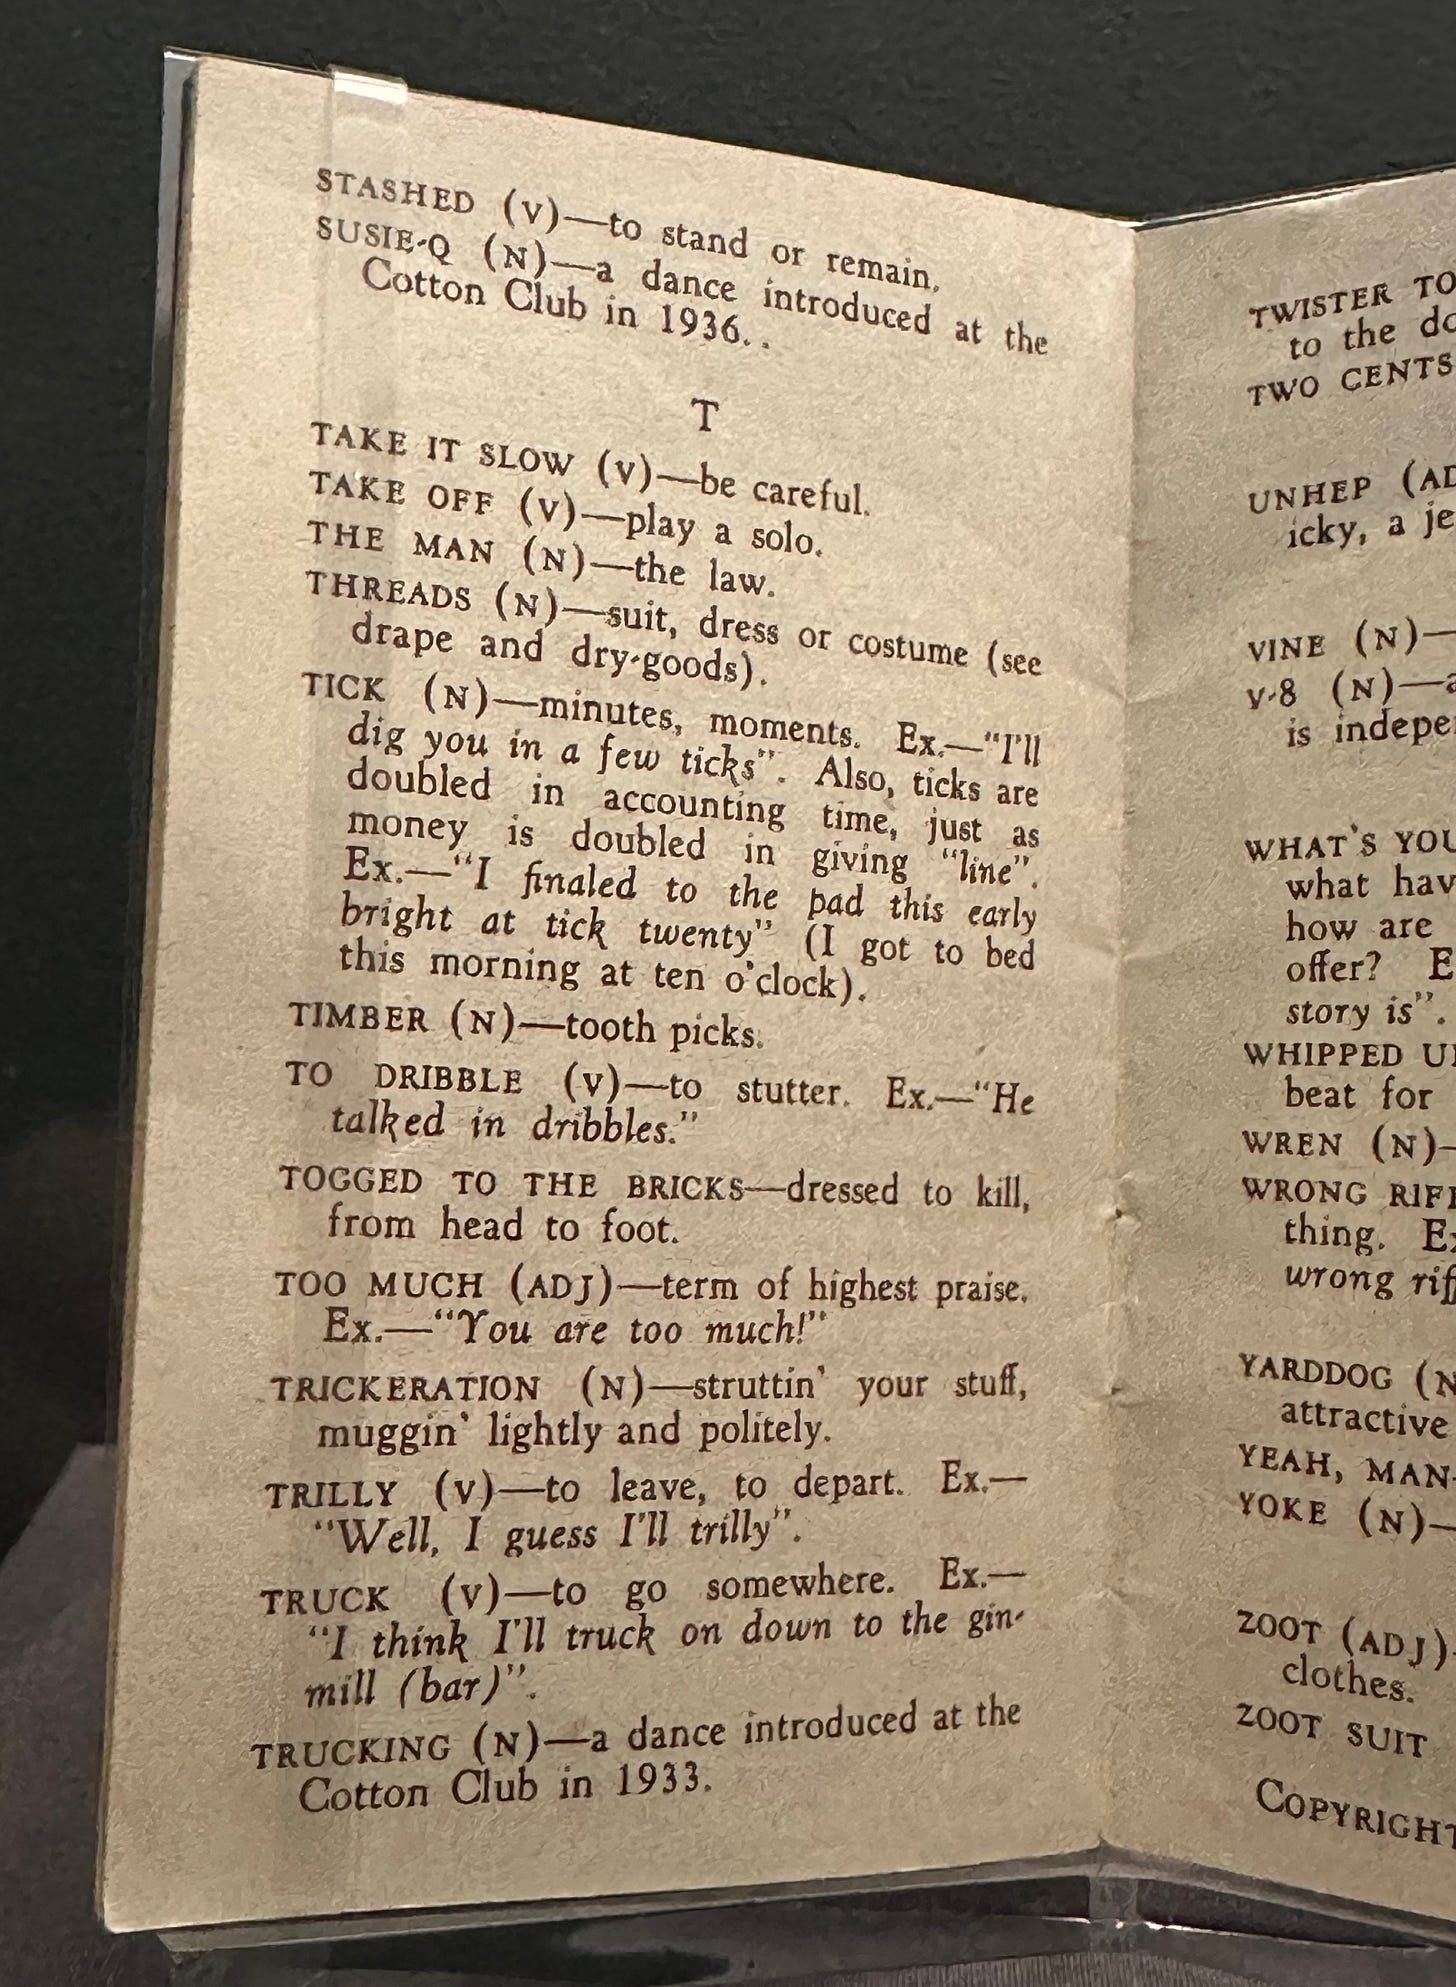 STASHED (V)—to stand or remain.
SUSIE-Q (N)—a dance introduced at the
Cotton Club in 1936. .
T
TAKE IT SLOW (V)—be careful.
TAKE OFF (V)—play a solo.
THE MAN (N)—the law.
THREADS (N)—suit, dress or costume (see
drape and dry-goods).
TICK (N)—minutes, moments. Ex.—"I'll
dig you in a few ticks". Also, ticks are
doubled in accounting time, just as
money is doubled in giving "line".
Ex.—"I finaled to the pad this early
bright at tick twenty" (I got to bed
this morning at ten o'clock).
TIMBER (N)—tooth picks.
TO DRIBBLE (V)—to stutter. Ex.—"He
talked in dribbles."
TOGGED TO THE BRICKS—dressed to kill,
from head to foot.
TOO MUCH (ADJ)—term of highest praise.
Ex.—"You are too much!"
TRICKERATION (N)—struttin' your stuff,
muggin' lightly and politely.
TRILLY (V)—to leave, to depart. Ex.—
"Well, I guess I'll trilly".
TRUCK (V)—to go somewhere. Ex.—
"I think I'll truck on down to the gin-
mill (bar)".
TRUCKING (N)—a dance introduced at the
Cotton Club in 1933.
TWISTER TO
to the
TWO CENTS
UNHEP
icky, a
VINE (N)—
V-8 (N)—
is
WHAT'S
what
how are
offer?
story is".
WHIPPED
beat for
WREN (N)—
WRONG
thing.
wrong
YARDDOG
attractive
YEAH, MAN
YOKE (N)—
ZOOT (ADJ)
clothes.
ZOOT SUIT
COPYRIGHT